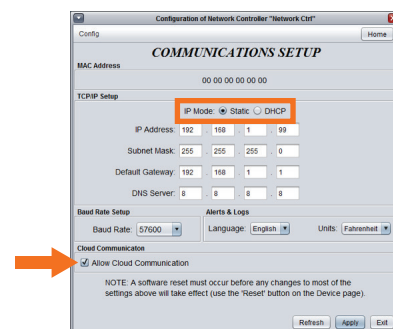 Configuration of Network Controller "Network Ctrl"
Config Home
COMMUNICATIONS SETUP
MAC Address
00 00 00 00 00 00
TCP/IP Setup
IP Mode: Static DHCP
IP Address: 192 . 168 . 1 . 99
Subnet Mask: 255 . 255 . 255 . 0
Default Gateway: 192 . 168 . 1 . 1
DNS Server: 8 . 8 . 8 . 8
Baud Rate Setup Alerts & Logs
Baud Rate: 57600 Language: English Units: Fahrenheit
Cloud Communicaton
Allow Cloud Communication
NOTE: A software reset must occur before any changes to most of the
settings above will take effect (use the 'Reset' button on the Device page).
Refresh Apply Exit